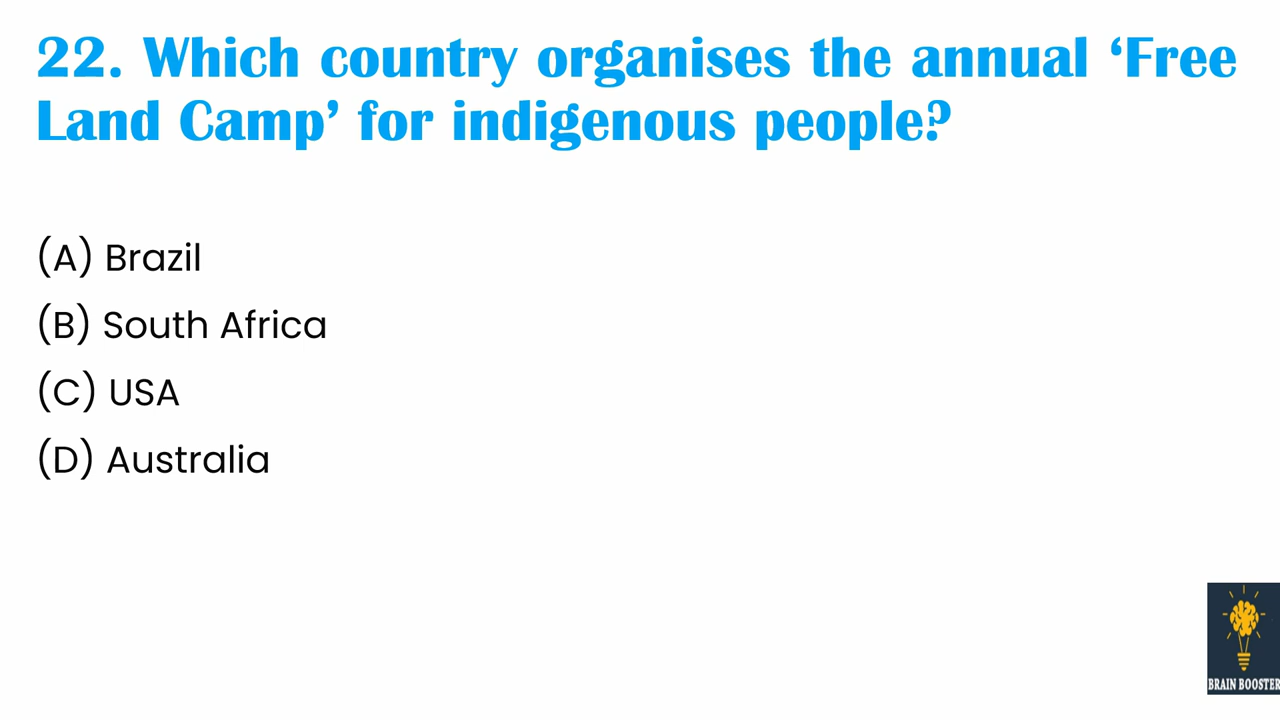 22. Which country organises the annual ‘Free
Land Camp’ for indigenous people?
(A) Brazil
(B) South Africa
(C) USA
(D) Australia
BRAIN BOOSTER